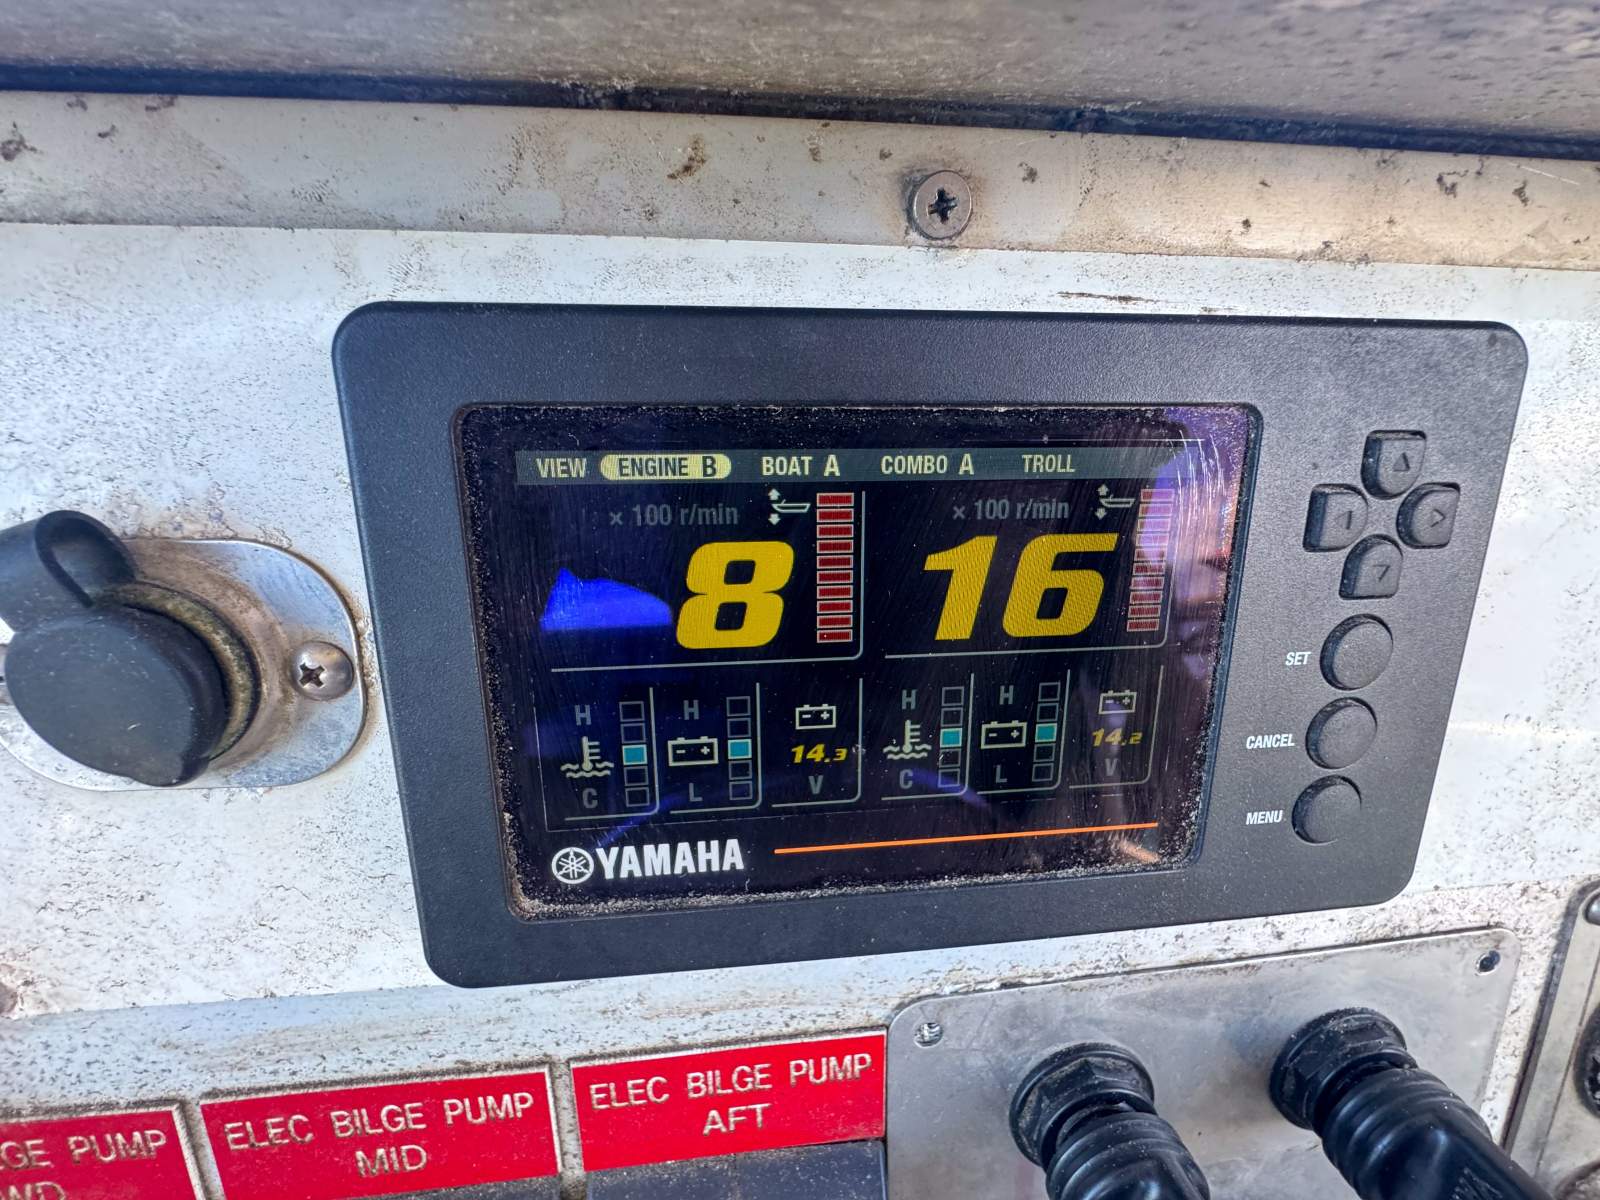 VIEW ENGINE B BOAT A COMBO A TROLL
× 100 r/min
× 100 r/min
8
16
H
H
14.3
C
L
V
H
H
14.2
C
L
V
YAMAHA
SET
CANCEL
MENU
PUMP
ELEC BILGE PUMP
MID
ELEC BILGE PUMP
AFT